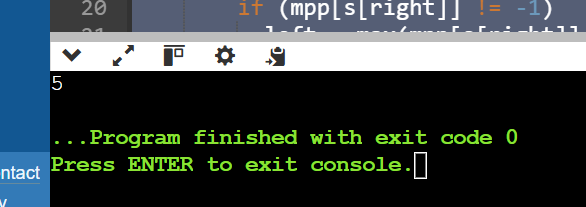 20 if (mpp[s[right]] != -1)
5
...Program finished with exit code 0
Press ENTER to exit console.
ntact